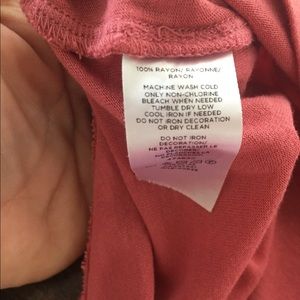 100% RAYON/ RAYONNE/
RAYON
MACHINE WASH COLD
ONLY NON-CHLORINE
BLEACH WHEN NEEDED
TUMBLE DRY LOW
COOL IRON IF NEEDED
DO NOT IRON DECORATION
OR DRY CLEAN
DO NOT IRON
DECORATION/
NE PAS REPASSER LE